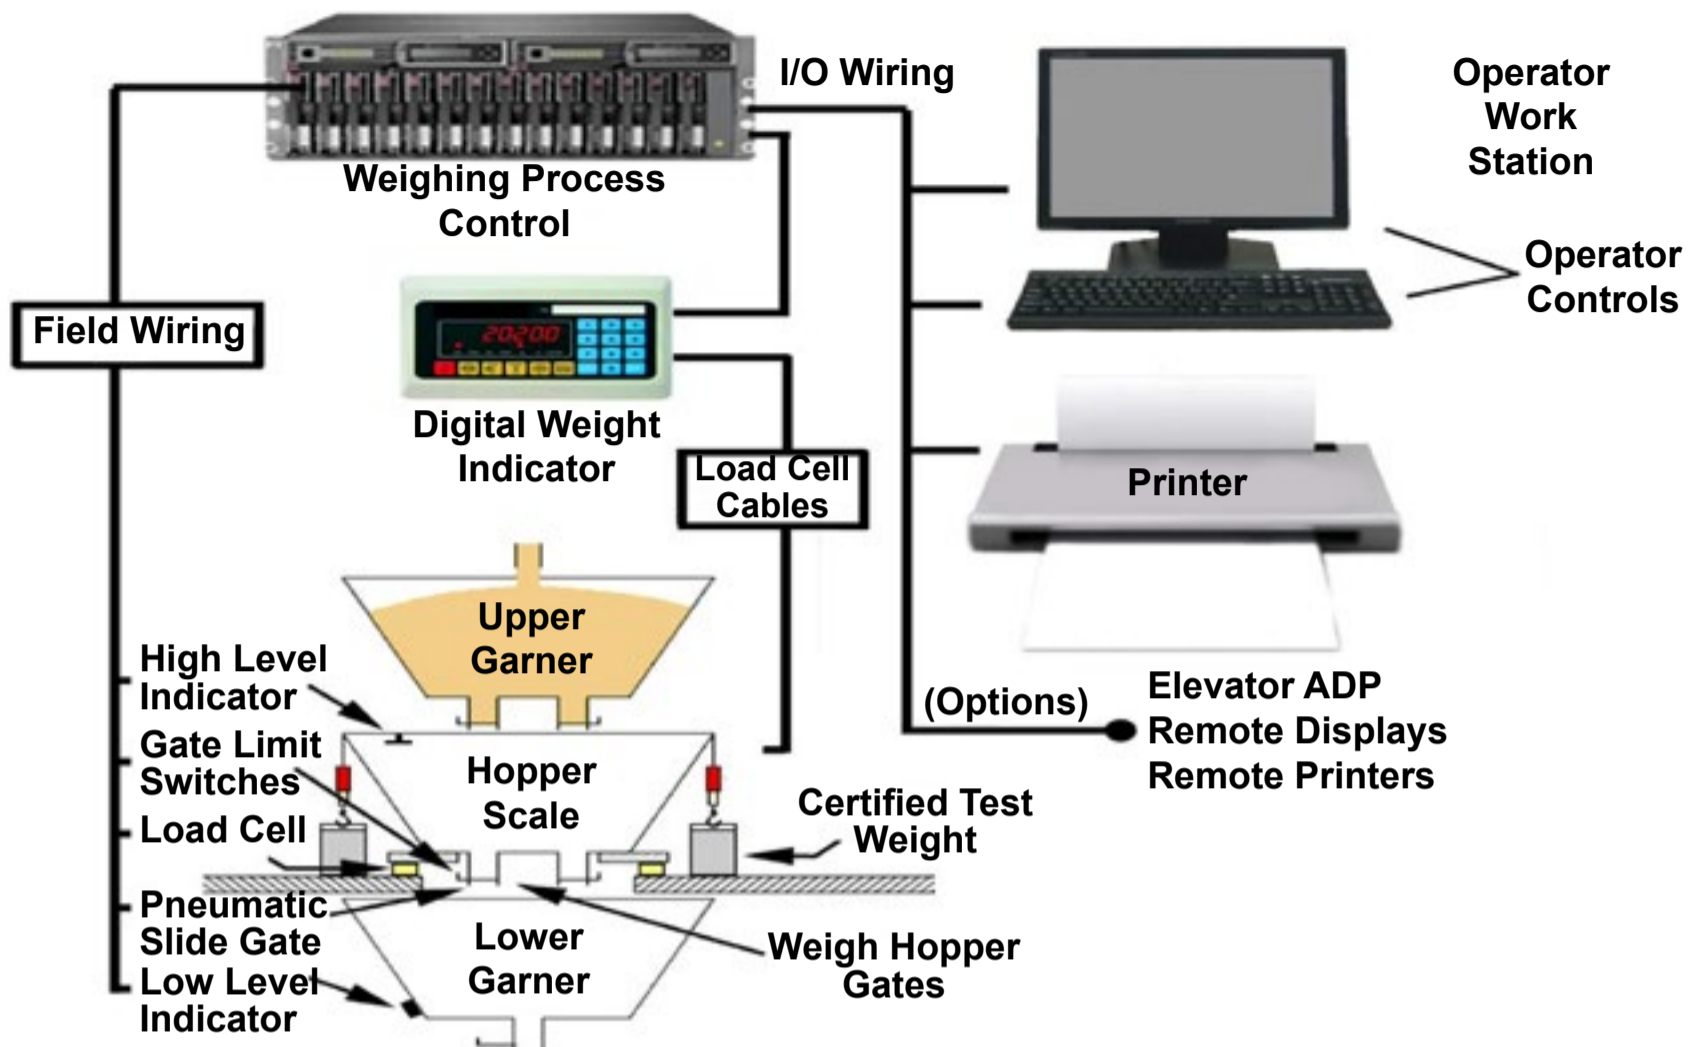 I/O Wiring
Operator
Work
Station
Weighing Process
Control
Operator
Controls
Field Wiring
20200
Digital Weight
Indicator
Load Cell
Cables
Printer
Upper
Garner
High Level
Indicator
(Options)
Elevator ADP
Remote Displays
Remote Printers
Gate Limit
Switches
Hopper
Scale
Load Cell
Certified Test
Weight
Pneumatic
Slide Gate
Lower
Garner
Weigh Hopper
Gates
Low Level
Indicator